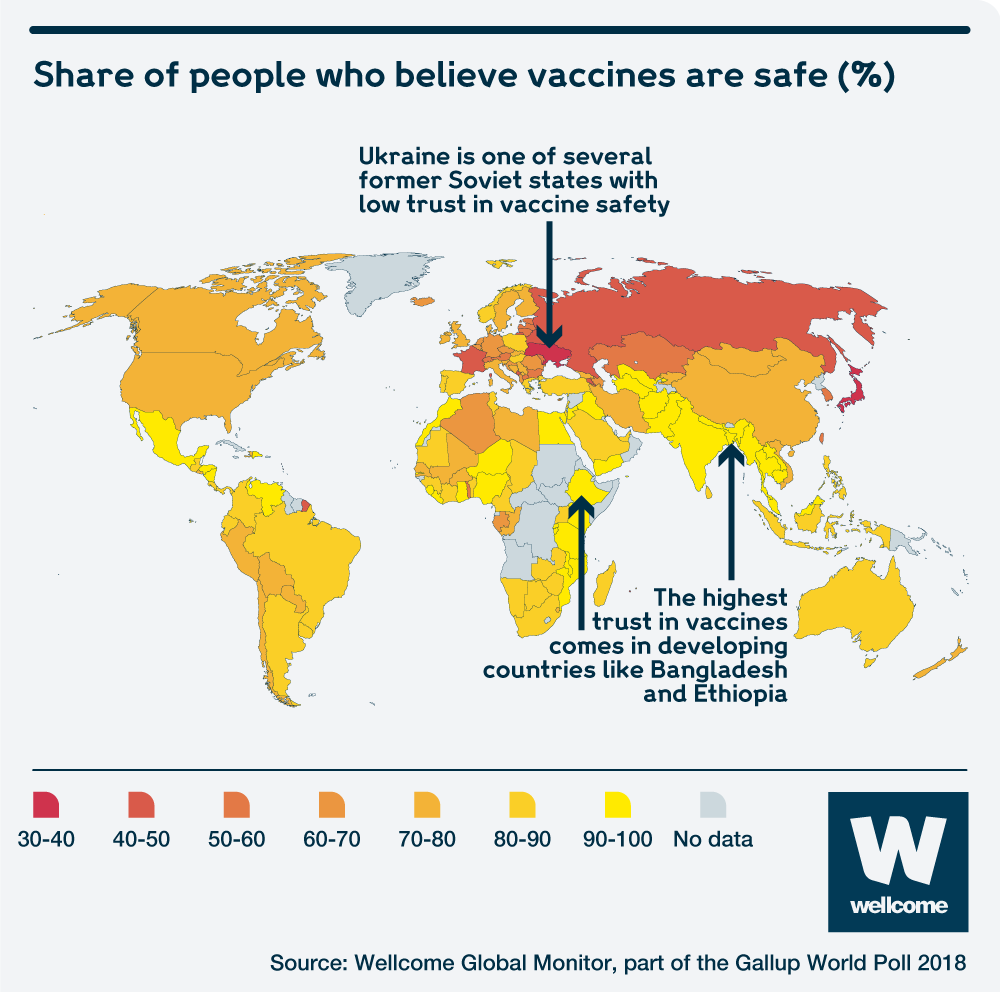 Share of people who believe vaccines are safe (%)
Ukraine is one of several
former Soviet states with
low trust in vaccine safety
The highest
trust in vaccines
comes in developing
countries like Bangladesh
and Ethiopia
30-40
40-50
50-60
60-70
70-80
80-90
90-100
No data
W
wellcome
Source: Wellcome Global Monitor, part of the Gallup World Poll 2018